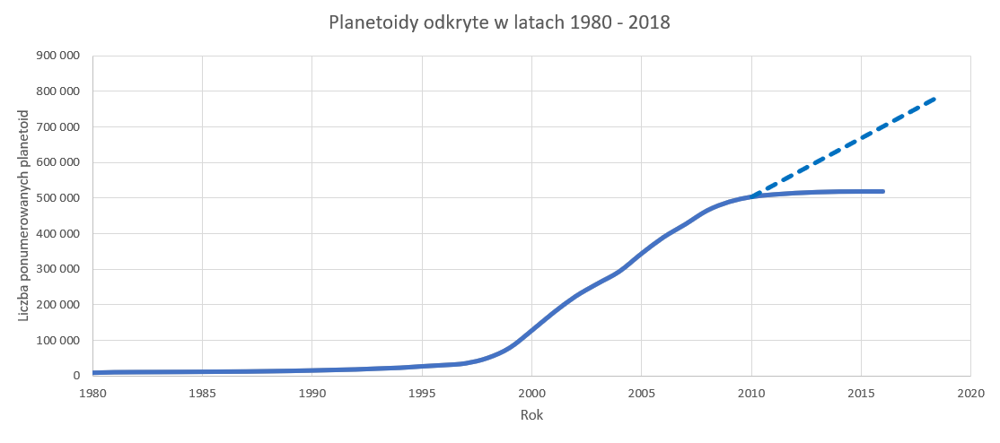 Planetoidy odkryte w latach 1980 - 2018
Liczba ponumerowanych planetoid
900 000
800 000
700 000
600 000
500 000
400 000
300 000
200 000
100 000
0
1980 1985 1990 1995 2000 2005 2010 2015 2020
Rok